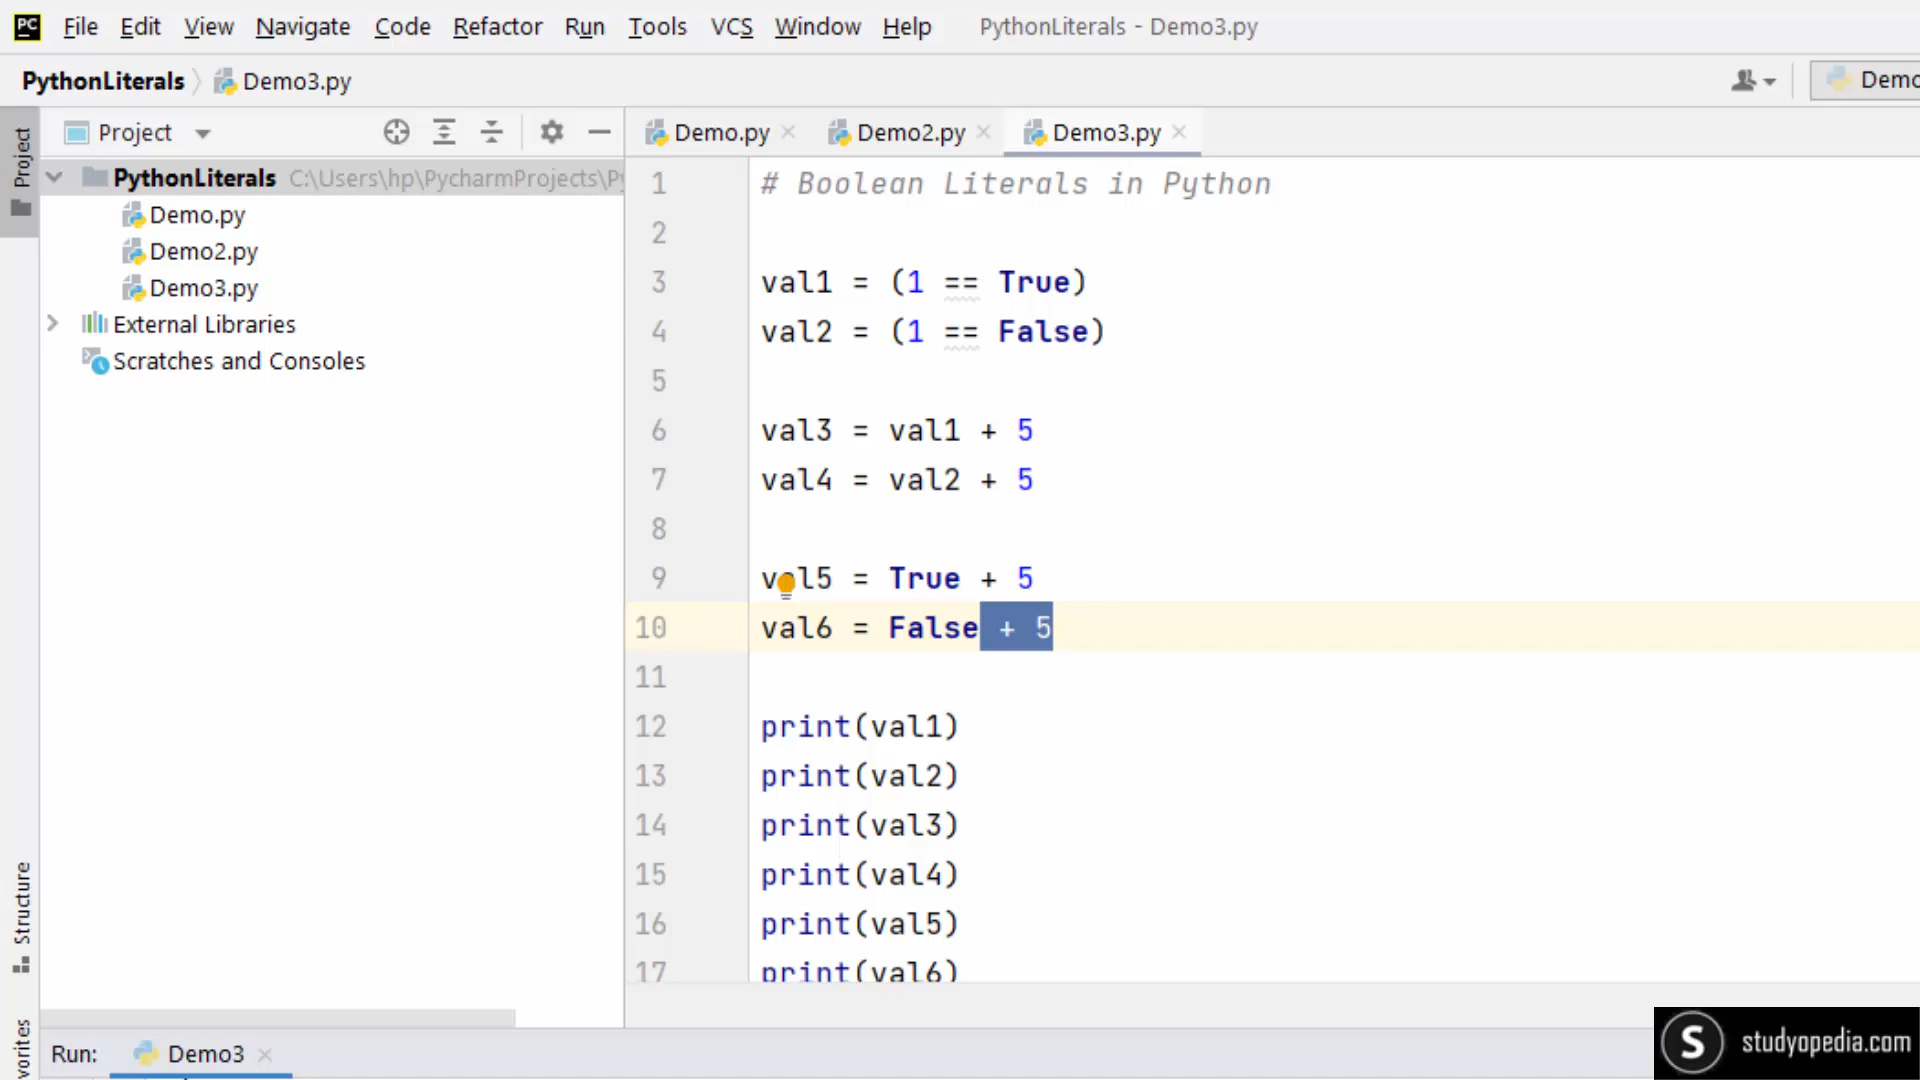 PC File Edit View Navigate Code Refactor Run Tools VCS Window Help PythonLiterals - Demo3.py
PythonLiterals Demo3.py Demo
Project
Project
Demo.py Demo2.py Demo3.py
PythonLiterals C:\Users\hp\PycharmProjects\Py
Demo.py
Demo2.py
Demo3.py
External Libraries
Scratches and Consoles
1 # Boolean Literals in Python
2
3 val1 = (1 == True)
4 val2 = (1 == False)
5
6 val3 = val1 + 5
7 val4 = val2 + 5
8
9 val5 = True + 5
10 val6 = False + 5
11
12 print(val1)
13 print(val2)
14 print(val3)
15 print(val4)
16 print(val5)
17 print(val6)
Structure
vorites
Run: Demo3
S studyopedia.com